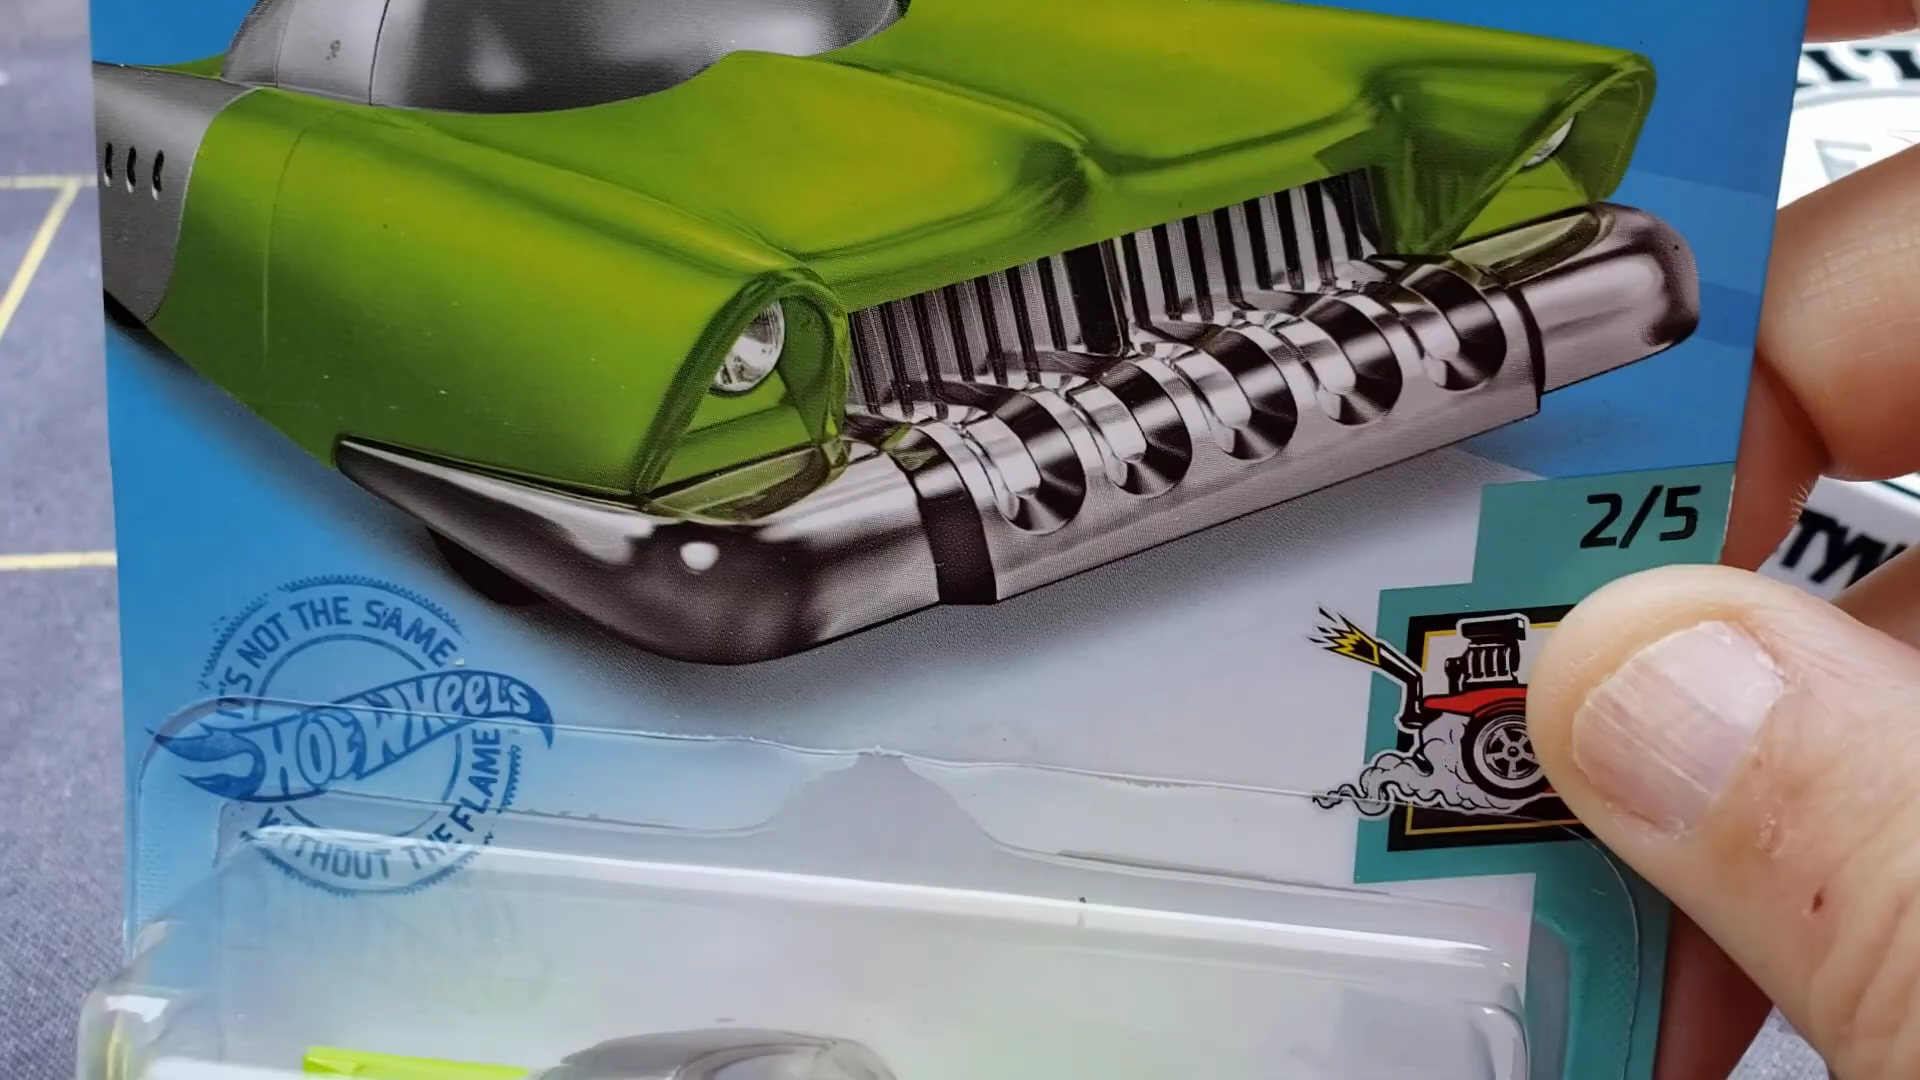 2/5
IT'S NOT THE SAME
HOT WHEELS
WITHOUT THE FLAME